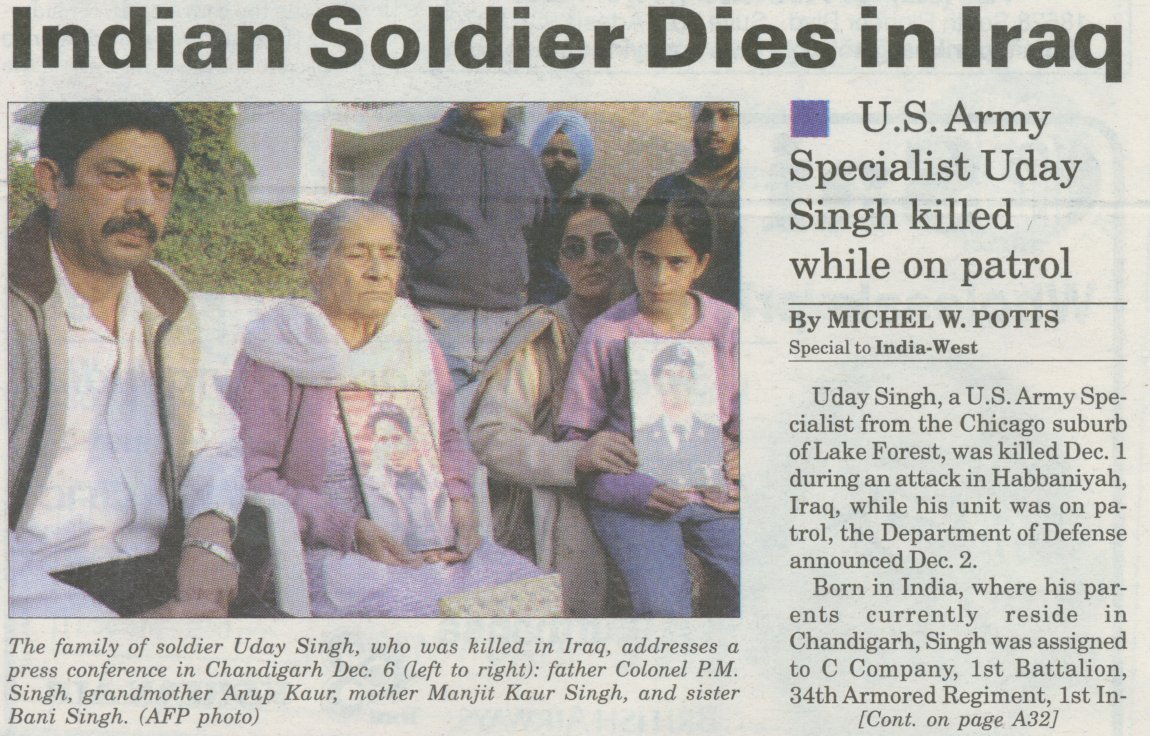 Indian Soldier Dies in Iraq
U.S. Army
Specialist Uday
Singh killed
while on patrol
By MICHEL W. POTTS
Special to India-West
Uday Singh, a U.S. Army Spe-
cialist from the Chicago suburb
of Lake Forest, was killed Dec. 1
during an attack in Habbaniyah,
Iraq, while his unit was on pa-
trol, the Department of Defense
announced Dec. 2.
Born in India, where his par-
ents currently reside in
Chandigarh, Singh was assigned
to C Company, 1st Battalion,
34th Armored Regiment, 1st In-
[Cont. on page A32]
The family of soldier Uday Singh, who was killed in Iraq, addresses a
press conference in Chandigarh Dec. 6 (left to right): father Colonel P.M.
Singh, grandmother Anup Kaur, mother Manjit Kaur Singh, and sister
Bani Singh. (AFP photo)